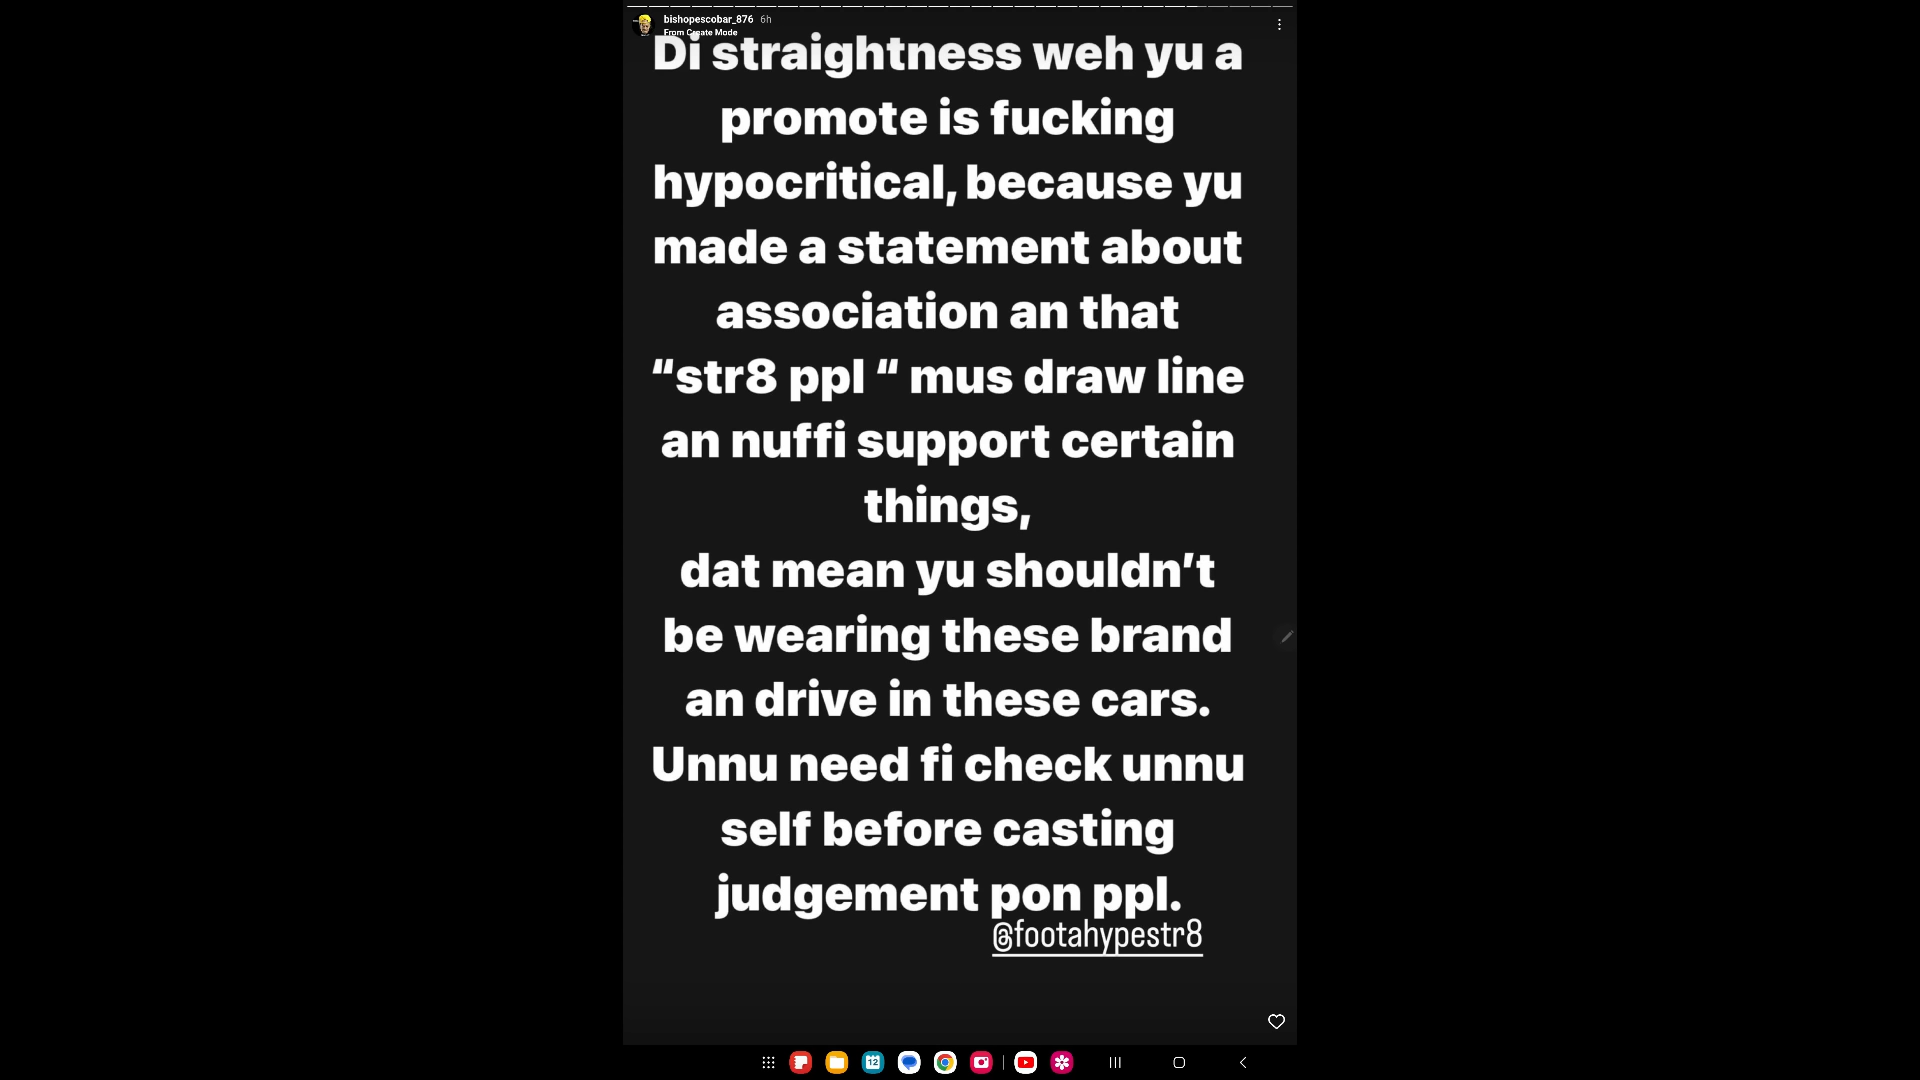 bishopescobar_876 6h
From Create Mode
Di straightness weh yu a
promote is fucking
hypocritical, because yu
made a statement about
association an that
“str8 ppl “ mus draw line
an nuffi support certain
things,
dat mean yu shouldn’t
be wearing these brand
an drive in these cars.
Unnu need fi check unnu
self before casting
judgement pon ppl.
@footahypestr8
12